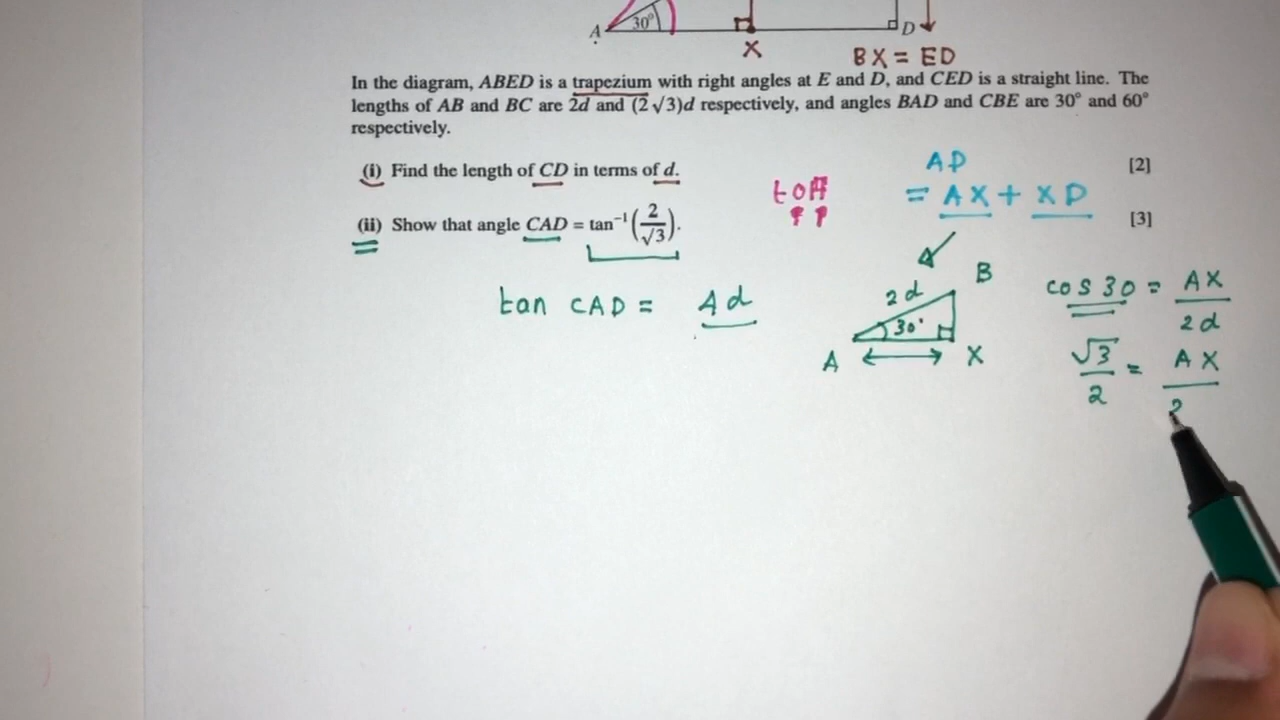 A 30° D
X
BX = ED
In the diagram, ABED is a trapezium with right angles at E and D, and CED is a straight line. The
lengths of AB and BC are 2d and (2√3)d respectively, and angles BAD and CBE are 30° and 60°
respectively.
(i) Find the length of CD in terms of d. [2]
AD
= AX + XD
(ii) Show that angle CAD = tan⁻¹(2/√3). [3]
tan CAD = 4d
2d B
30°
A X
cos 30 = AX/2d
√3/2 = AX/2